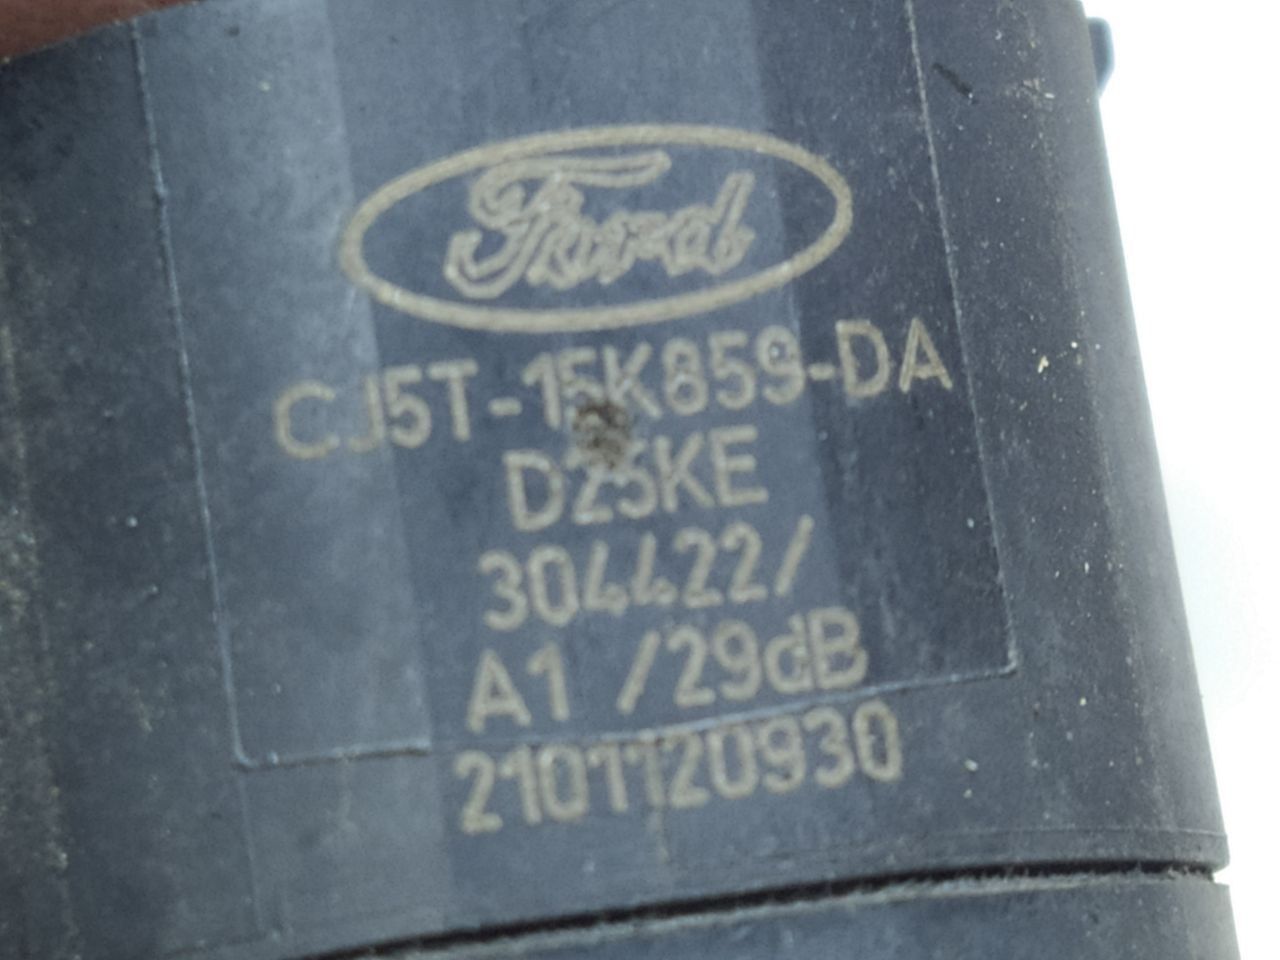 Ford
CJ5T-15K859-DA
D25KE
304422/
A1 /29dB
2101120930